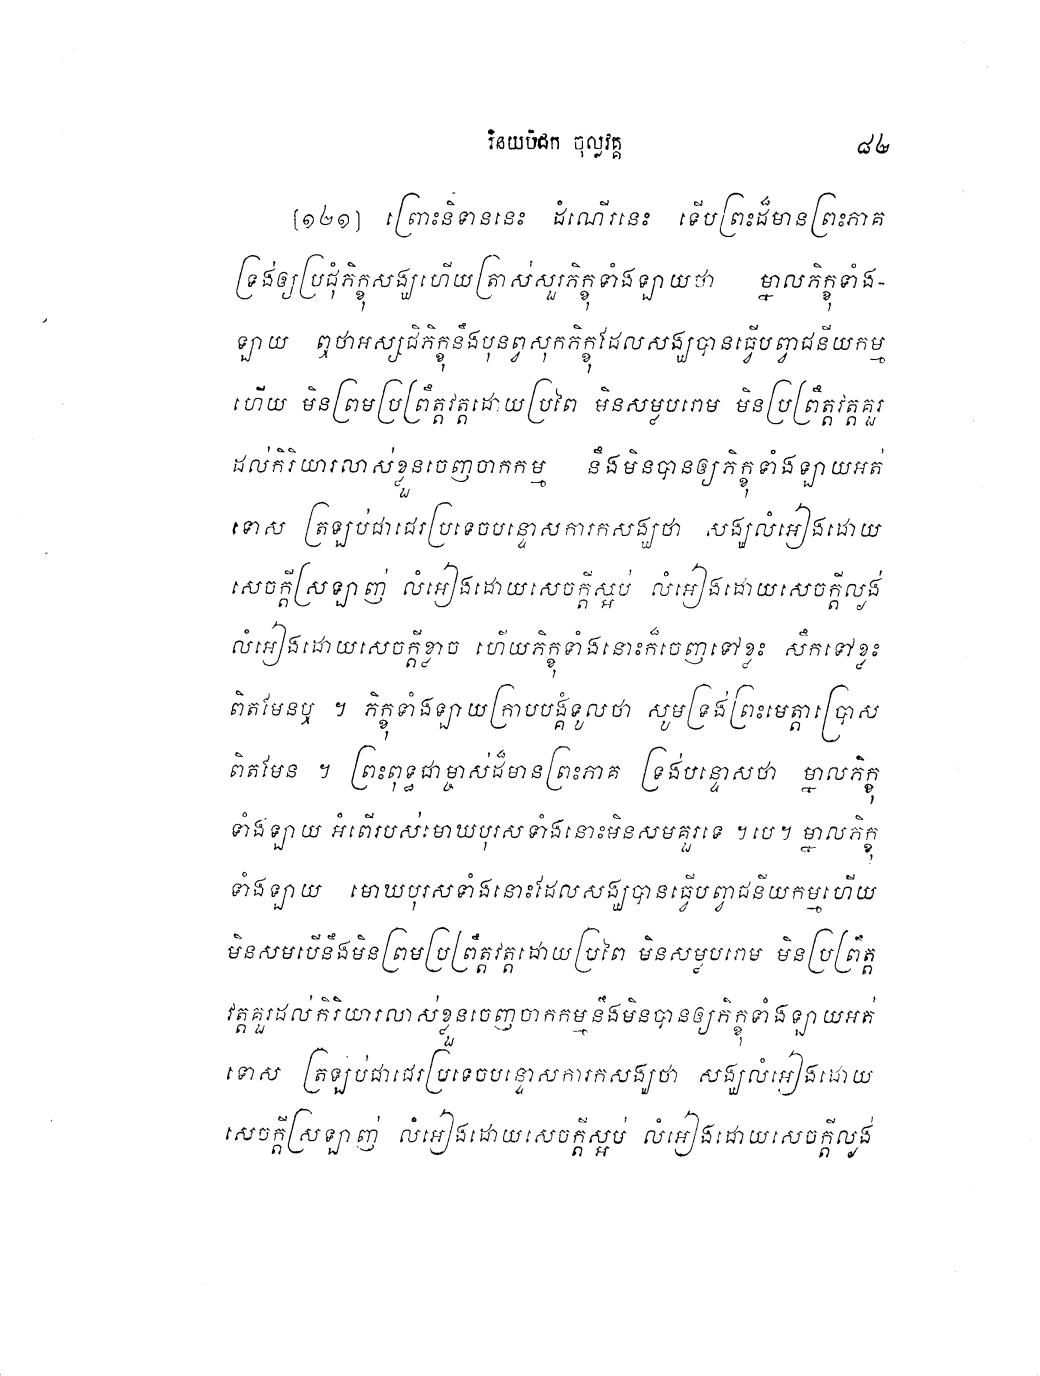 វិនយបិដក ចុល្លវគ្គ ៨៤
[១៤១] ព្រោះនិទាននេះ ដំណើរនេះ ទើបព្រះដ៏មានព្រះភាគ
ទ្រង់ឲ្យប្រជុំភិក្ខុសង្ឃហើយត្រាស់សួរភិក្ខុទាំងឡាយថា ម្នាលភិក្ខុទាំង-
ឡាយ ឮថាអស្សជិភិក្ខុនឹងបុនព្វសុកភិក្ខុដែលសង្ឃបានធ្វើបព្វាជនីយកម្ម
ហើយ មិនព្រមប្រព្រឹត្តវត្តដោយប្រពៃ មិនសម្លបរោម មិនប្រព្រឹត្តវត្តគួរ
ដល់កិរិយារលាស់ខ្លួនចេញចាកកម្ម នឹងមិនបានឲ្យភិក្ខុទាំងឡាយអត់
ទោស ត្រឡប់ជាជេរប្រទេចបន្ទោសការកសង្ឃថា សង្ឃលំអៀងដោយ
សេចក្តីស្រឡាញ់ លំអៀងដោយសេចក្តីស្អប់ លំអៀងដោយសេចក្តីល្ងង់
លំអៀងដោយសេចក្តីខ្លាច ហើយភិក្ខុទាំងនោះក៏ចេញទៅខ្លះ សឹកទៅខ្លះ
ពិតមែនឬ ។ ភិក្ខុទាំងឡាយក្រាបបង្គំទូលថា សូមទ្រង់ព្រះមេត្តាប្រោស
ពិតមែន ។ ព្រះពុទ្ធជាម្ចាស់ដ៏មានព្រះភាគ ទ្រង់បន្ទោសថា ម្នាលភិក្ខុ
ទាំងឡាយ អំពើរបស់មោឃបុរសទាំងនោះមិនសមគួរទេ ។បេ។ ម្នាលភិក្ខុ
ទាំងឡាយ មោឃបុរសទាំងនោះដែលសង្ឃបានធ្វើបព្វាជនីយកម្មហើយ
មិនសមបើនឹងមិនព្រមប្រព្រឹត្តវត្តដោយប្រពៃ មិនសម្លបរោម មិនប្រព្រឹត្ត
វត្តគួរដល់កិរិយារលាស់ខ្លួនចេញចាកកម្មនឹងមិនបានឲ្យភិក្ខុទាំងឡាយអត់
ទោស ត្រឡប់ជាជេរប្រទេចបន្ទោសការកសង្ឃថា សង្ឃលំអៀងដោយ
សេចក្តីស្រឡាញ់ លំអៀងដោយសេចក្តីស្អប់ លំអៀងដោយសេចក្តីល្ងង់